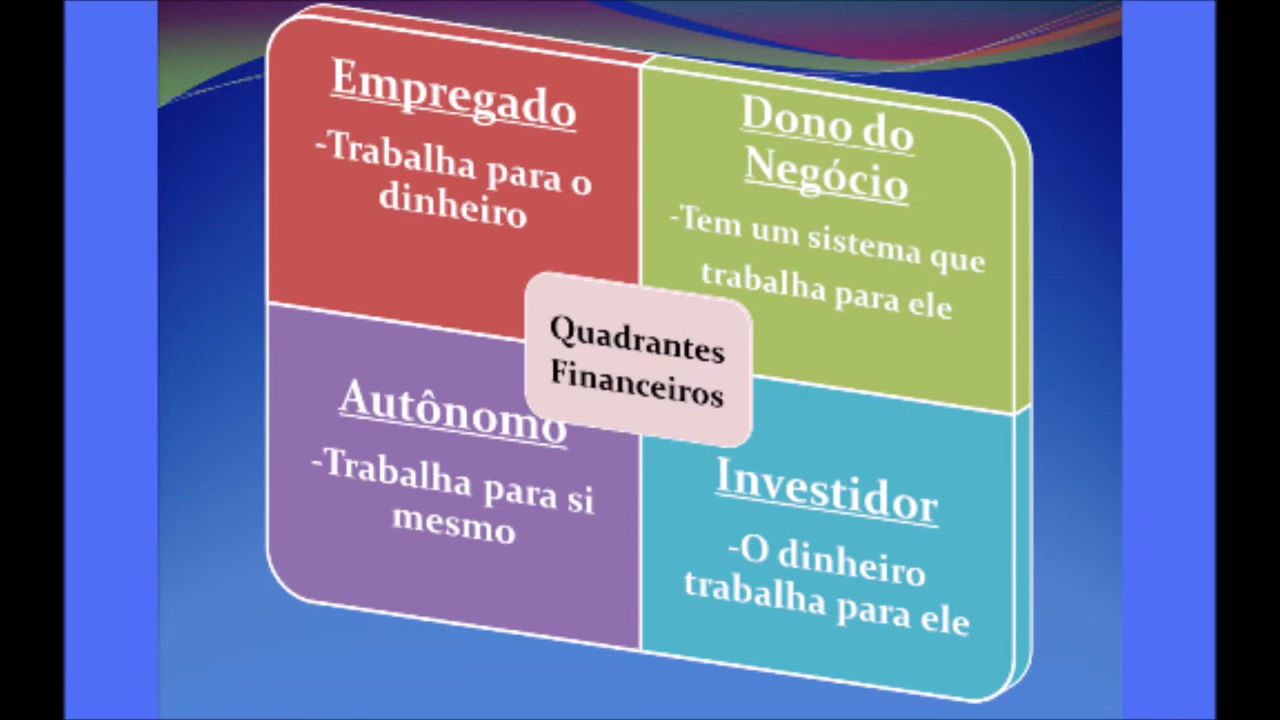 Empregado
-Trabalha para o
dinheiro
Dono do
Negócio
-Tem um sistema que
trabalha para ele
Quadrantes
Financeiros
Autônomo
-Trabalha para si
mesmo
Investidor
-O dinheiro
trabalha para ele